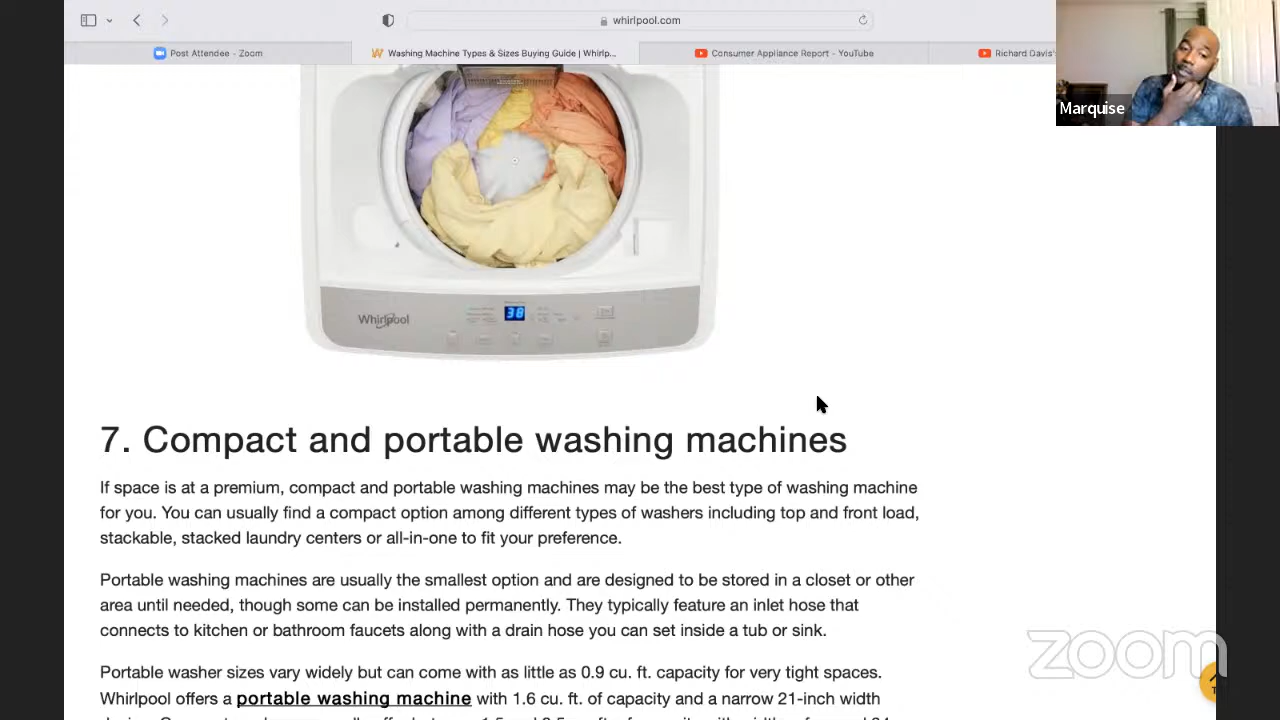 whirlpool.com
Post Attendee - Zoom
Washing Machine Types & Sizes Buying Guide | Whirlp...
Consumer Appliance Report - YouTube
Richard Davis'
Marquise
Whirlpool
38
7. Compact and portable washing machines
If space is at a premium, compact and portable washing machines may be the best type of washing machine
for you. You can usually find a compact option among different types of washers including top and front load,
stackable, stacked laundry centers or all-in-one to fit your preference.
Portable washing machines are usually the smallest option and are designed to be stored in a closet or other
area until needed, though some can be installed permanently. They typically feature an inlet hose that
connects to kitchen or bathroom faucets along with a drain hose you can set inside a tub or sink.
Portable washer sizes vary widely but can come with as little as 0.9 cu. ft. capacity for very tight spaces.
Whirlpool offers a portable washing machine with 1.6 cu. ft. of capacity and a narrow 21-inch width
zoom